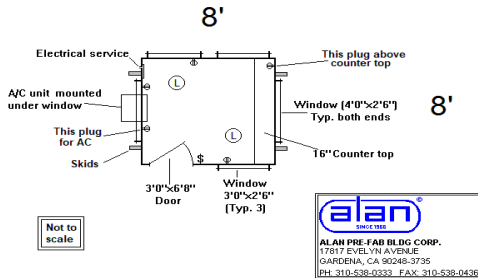 8'
Electrical service
This plug above
counter top
A/C unit mounted
under window
L
Window (4'0"x2'6")
Typ. both ends
8'
This plug
for AC
L
Skids
16" Counter top
3'0"x6'8"
Door
$
Window
3'0"x2'6"
(Typ. 3)
Not to
scale
alan
SINCE 1968
ALAN PRE-FAB BLDG CORP.
17817 EVELYN AVENUE
GARDENA, CA 90248-3735
PH: 310-538-0333 FAX: 310-538-0436